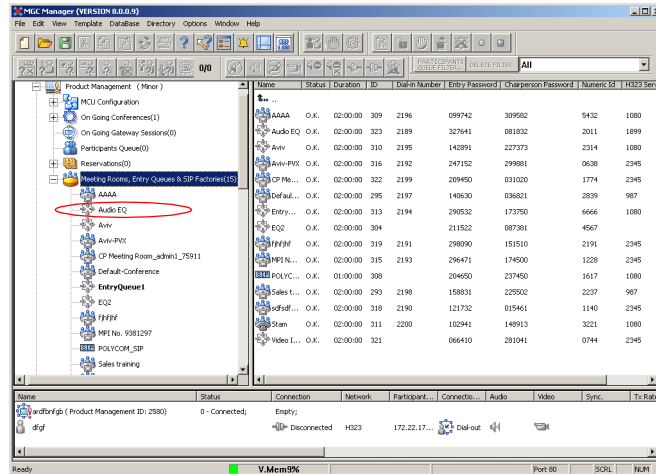 MGC Manager (VERSION 8.0.0.9)
File Edit View Template DataBase Directory Options Window Help
0/0 PARTICIPANTS QUEUE FILTER... DELETE FILTER All
Product Management ( Minor )
MCU Configuration
On Going Conferences(1)
On Going Gateway Sessions(0)
Participants Queue(0)
Reservations(0)
Meeting Rooms, Entry Queues & SIP Factories(15)
AAAA
Audio EQ
Aviv
Aviv-PVX
CP Meeting Room_admin1_75911
Default-Conference
EntryQueue1
EQ2
fjhfjhf
MPI No. 9381297
POLYCOM_SIP
Sales training
Name Status Duration ID Dial-in Number Entry Password Chairperson Password Numeric Id H323 Serv
..
AAAA O.K. 02:00:00 309 2196 099742 309582 5432 1080
Audio EQ O.K. 02:00:00 323 2189 327641 081832 2011 1899
Aviv O.K. 02:00:00 310 2195 142891 227373 2314 1080
Aviv-PVX O.K. 02:00:00 316 2192 247152 299881 0638 2345
CP Me... O.K. 02:00:00 322 2199 209450 031020 1774 2345
Defaul... O.K. 02:00:00 295 2197 140630 036821 2839 987
Entry... O.K. 02:00:00 313 2194 290532 173750 6666 1080
EQ2 O.K. 02:00:00 304 211522 087381 4567
fjhfjhf O.K. 02:00:00 319 2191 298090 151510 2191 2345
MPI N... O.K. 02:00:00 315 2193 296471 174500 1228 2345
SIP POLYC... O.K. 01:00:00 308 204650 237450 1617 1080
Sales t... O.K. 02:00:00 293 2198 158831 225502 2237 987
sdfsdf... O.K. 02:00:00 318 2190 121732 015461 1140 2345
Stam O.K. 02:00:00 311 2200 102941 148913 3221 1080
Video I... O.K. 02:00:00 321 066410 281041 0744 2345
Name Status Connection Network Participant... Connectio... Audio Video Sync. Tx Rate
ardfbnfgb ( Product Management ID: 2580) 0 - Connected; Empty;
dfgf Disconnected H323 172.22.17... Dial-out
Ready V.Mem9% Port 80 SCRL NUM